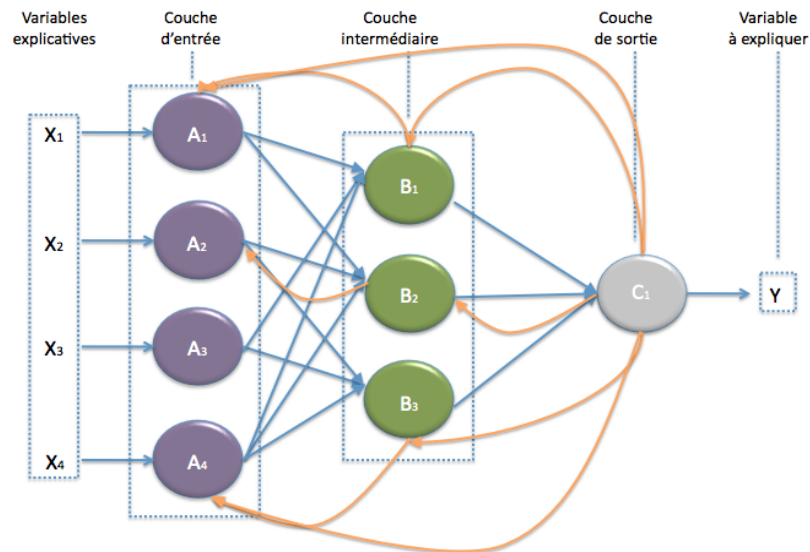 Variables
explicatives
Couche
d'entrée
Couche
intermédiaire
Couche
de sortie
Variable
à expliquer
X1
A1
B1
X2
A2
B2
C1
Y
X3
A3
B3
X4
A4